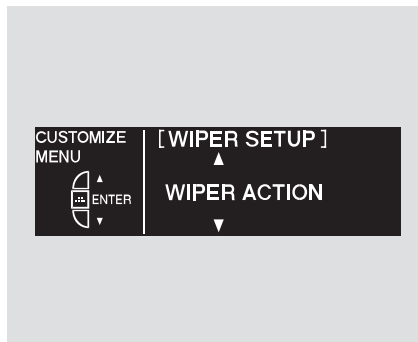 CUSTOMIZE
MENU
▲
ENTER
▼
[WIPER SETUP]
▲
WIPER ACTION
▼